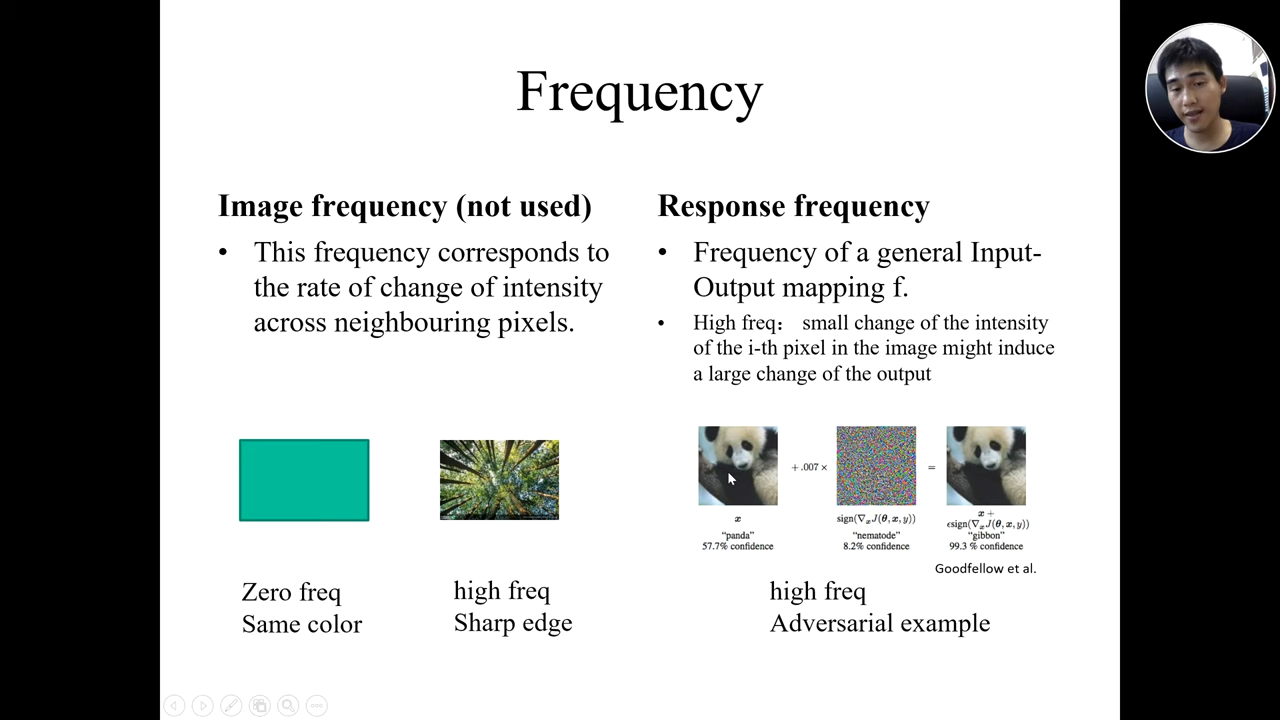 Frequency
Image frequency (not used)
• This frequency corresponds to
the rate of change of intensity
across neighbouring pixels.
Zero freq
Same color
high freq
Sharp edge
Response frequency
• Frequency of a general Input-
Output mapping f.
• High freq： small change of the intensity
of the i-th pixel in the image might induce
a large change of the output
+ .007 ×
=
x
"panda"
57.7% confidence
sign(∇ₓJ(θ, x, y))
"nematode"
8.2% confidence
x +
ϵsign(∇ₓJ(θ, x, y))
"gibbon"
99.3 % confidence
Goodfellow et al.
high freq
Adversarial example